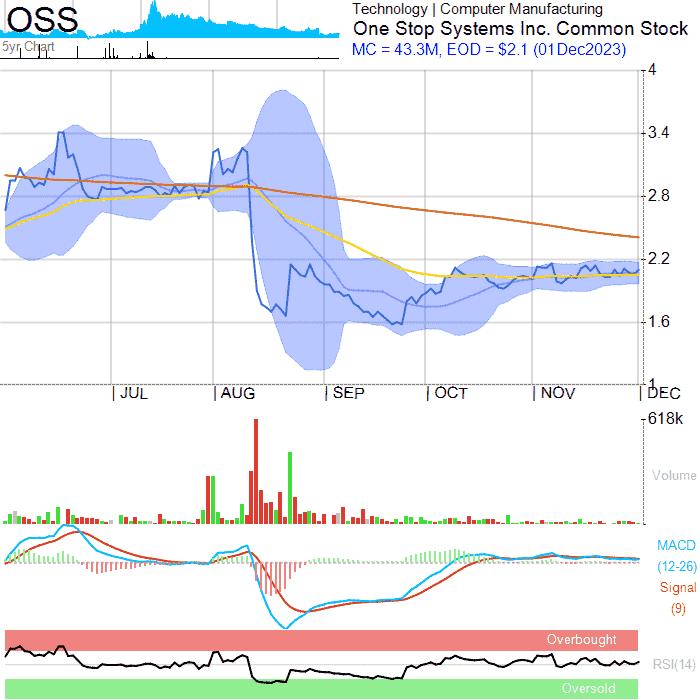 OSS
Technology | Computer Manufacturing
One Stop Systems Inc. Common Stock
MC = 43.3M, EOD = $2.1 (01Dec2023)
5yr Chart
4
3.4
2.8
2.2
1.6
1
JUL
AUG
SEP
OCT
NOV
DEC
618k
Volume
MACD
(12-26)
Signal
(9)
Overbought
RSI(14)
Oversold